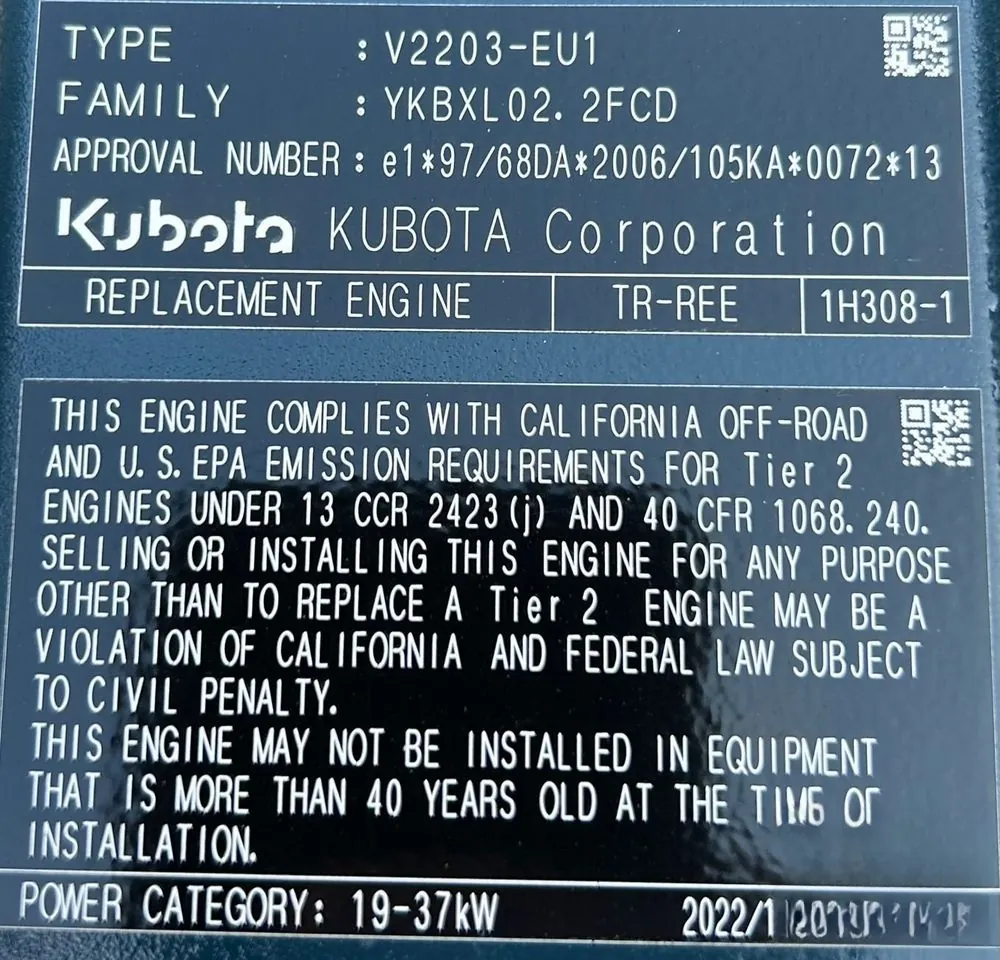 TYPE : V2203-EU1
FAMILY : YKBXL02.2FCD
APPROVAL NUMBER : e1*97/68DA*2006/105KA*0072*13
Kubota KUBOTA Corporation
REPLACEMENT ENGINE TR-REE 1H308-1
THIS ENGINE COMPLIES WITH CALIFORNIA OFF-ROAD
AND U.S.EPA EMISSION REQUIREMENTS FOR Tier 2
ENGINES UNDER 13 CCR 2423(j) AND 40 CFR 1068.240.
SELLING OR INSTALLING THIS ENGINE FOR ANY PURPOSE
OTHER THAN TO REPLACE A Tier 2 ENGINE MAY BE A
VIOLATION OF CALIFORNIA AND FEDERAL LAW SUBJECT
TO CIVIL PENALTY.
THIS ENGINE MAY NOT BE INSTALLED IN EQUIPMENT
THAT IS MORE THAN 40 YEARS OLD AT THE TIME OF
INSTALLATION.
POWER CATEGORY: 19-37kW